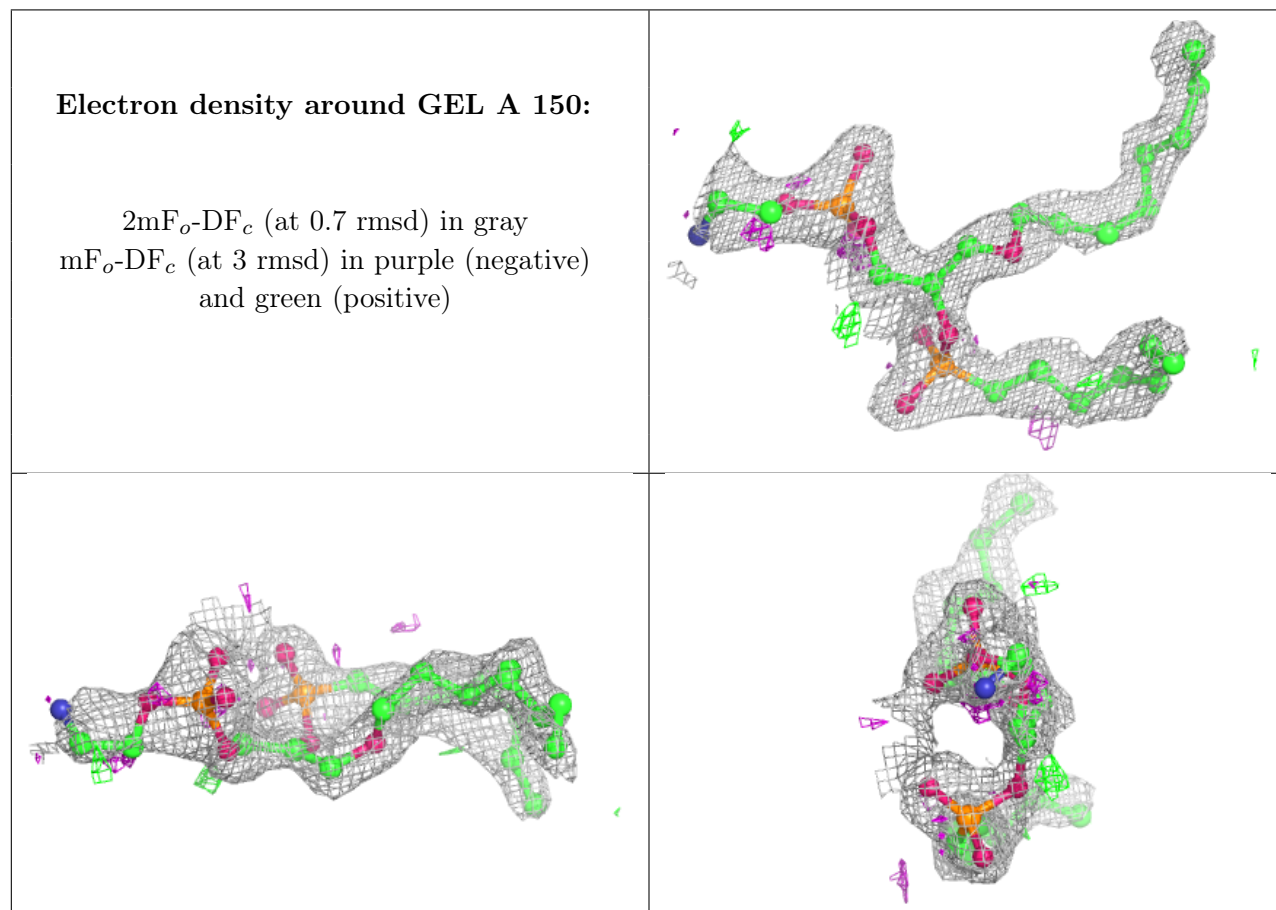 Electron density around GEL A 150:
2mFo-DFc (at 0.7 rmsd) in gray
mFo-DFc (at 3 rmsd) in purple (negative)
and green (positive)